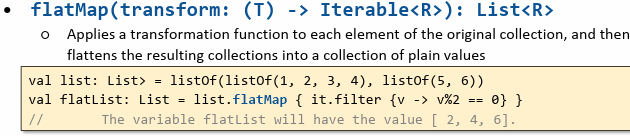 • flatMap(transform: (T) -> Iterable<R>): List<R>
o Applies a transformation function to each element of the original collection, and then
flattens the resulting collections into a collection of plain values
val list: List> = listOf(listOf(1, 2, 3, 4), listOf(5, 6))
val flatList: List = list.flatMap { it.filter {v -> v%2 == 0} }
// The variable flatList will have the value [ 2, 4, 6].